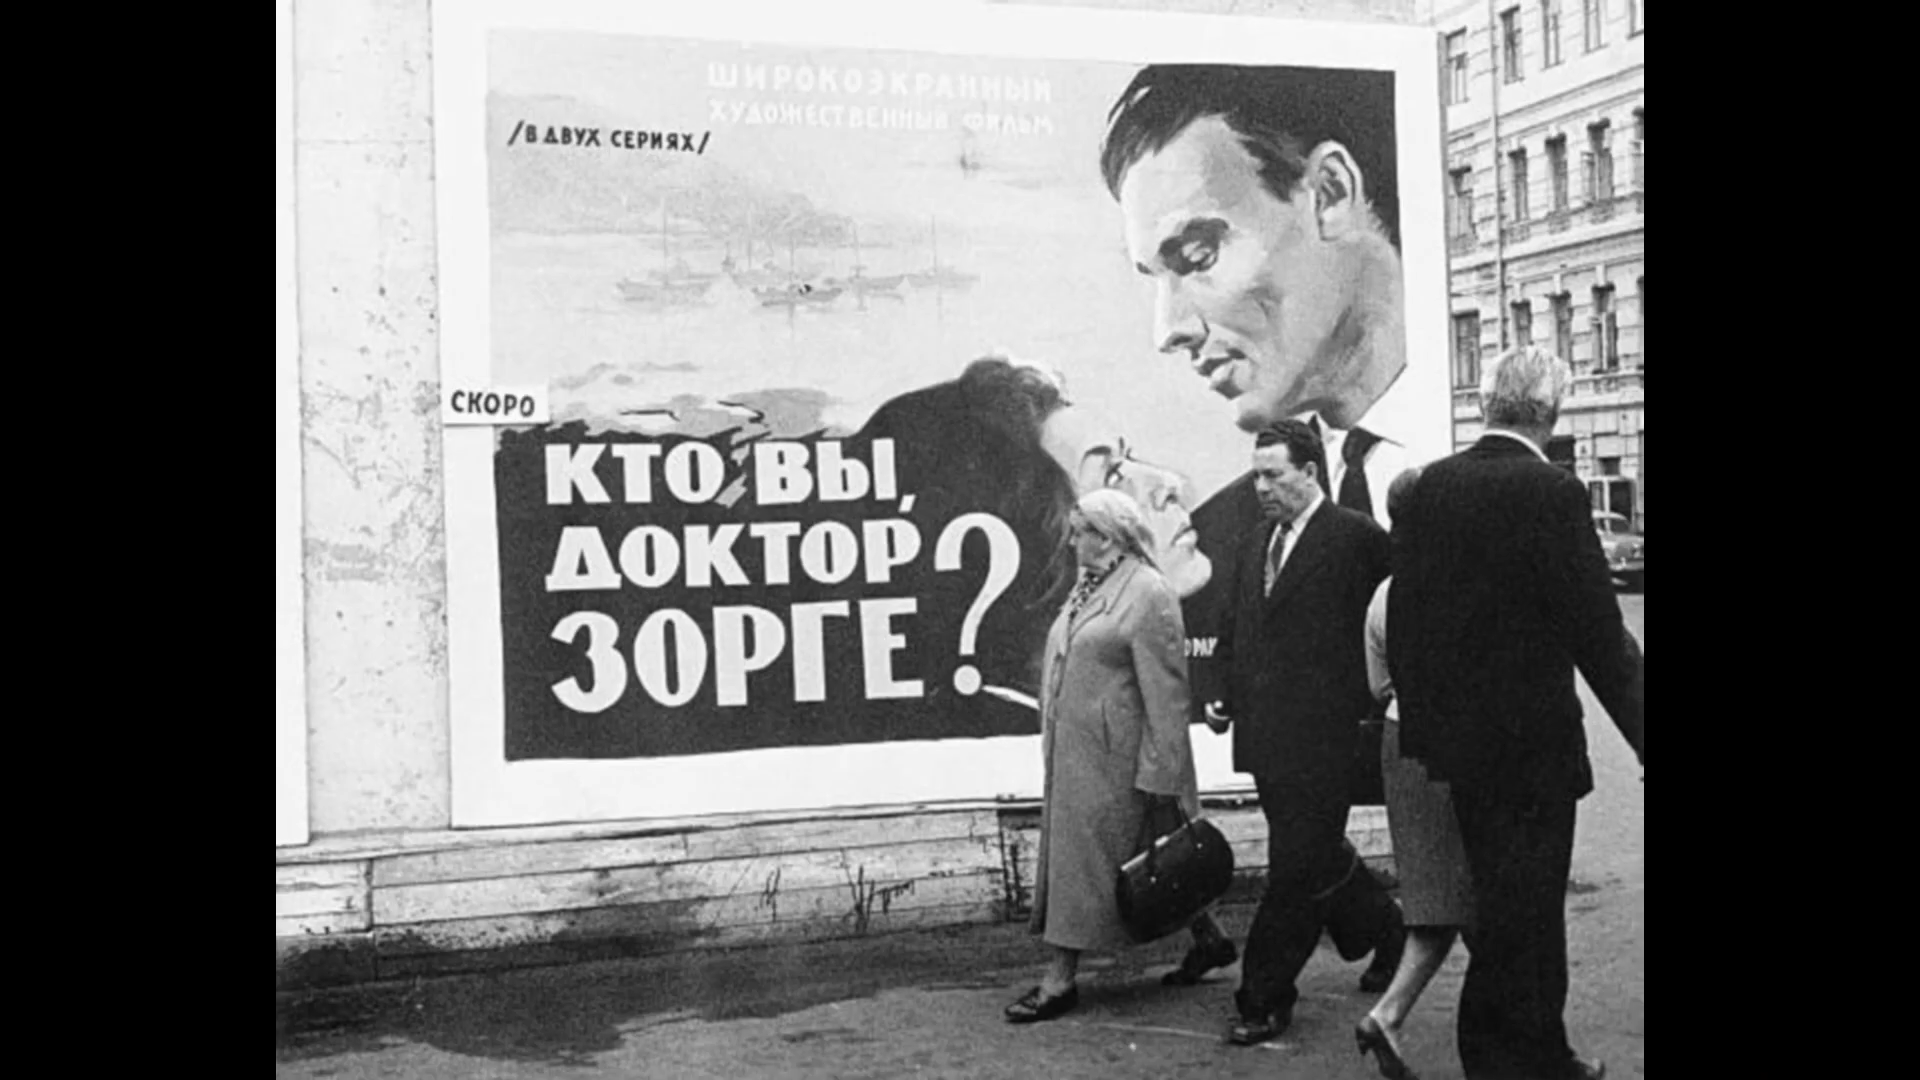 ШИРОКОЭКРАННЫЙ
ХУДОЖЕСТВЕННЫЙ ФИЛЬМ
/В ДВУХ СЕРИЯХ/
СКОРО
КТО ВЫ,
ДОКТОР
ЗОРГЕ?